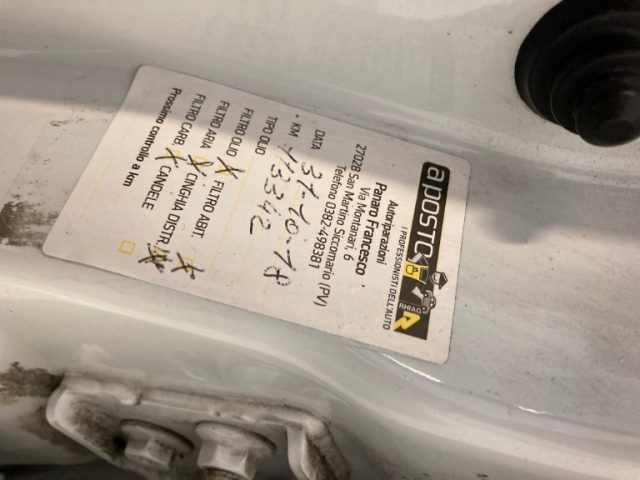 a posto
RHIAG
I PROFESSIONISTI DELL'AUTO
Autoriparazioni
Panaro Francesco
Via Montanari, 6
27028 San Martino Siccomario (PV)
Telefono 0382-498381
DATA 31-10-18
KM 113342
TIPO OLIO
FILTRO OLIO X FILTRO ABIT. X
FILTRO ARIA X CINGHIA DISTR. X
FILTRO CARB. X CANDELE
Prossimo controllo a km